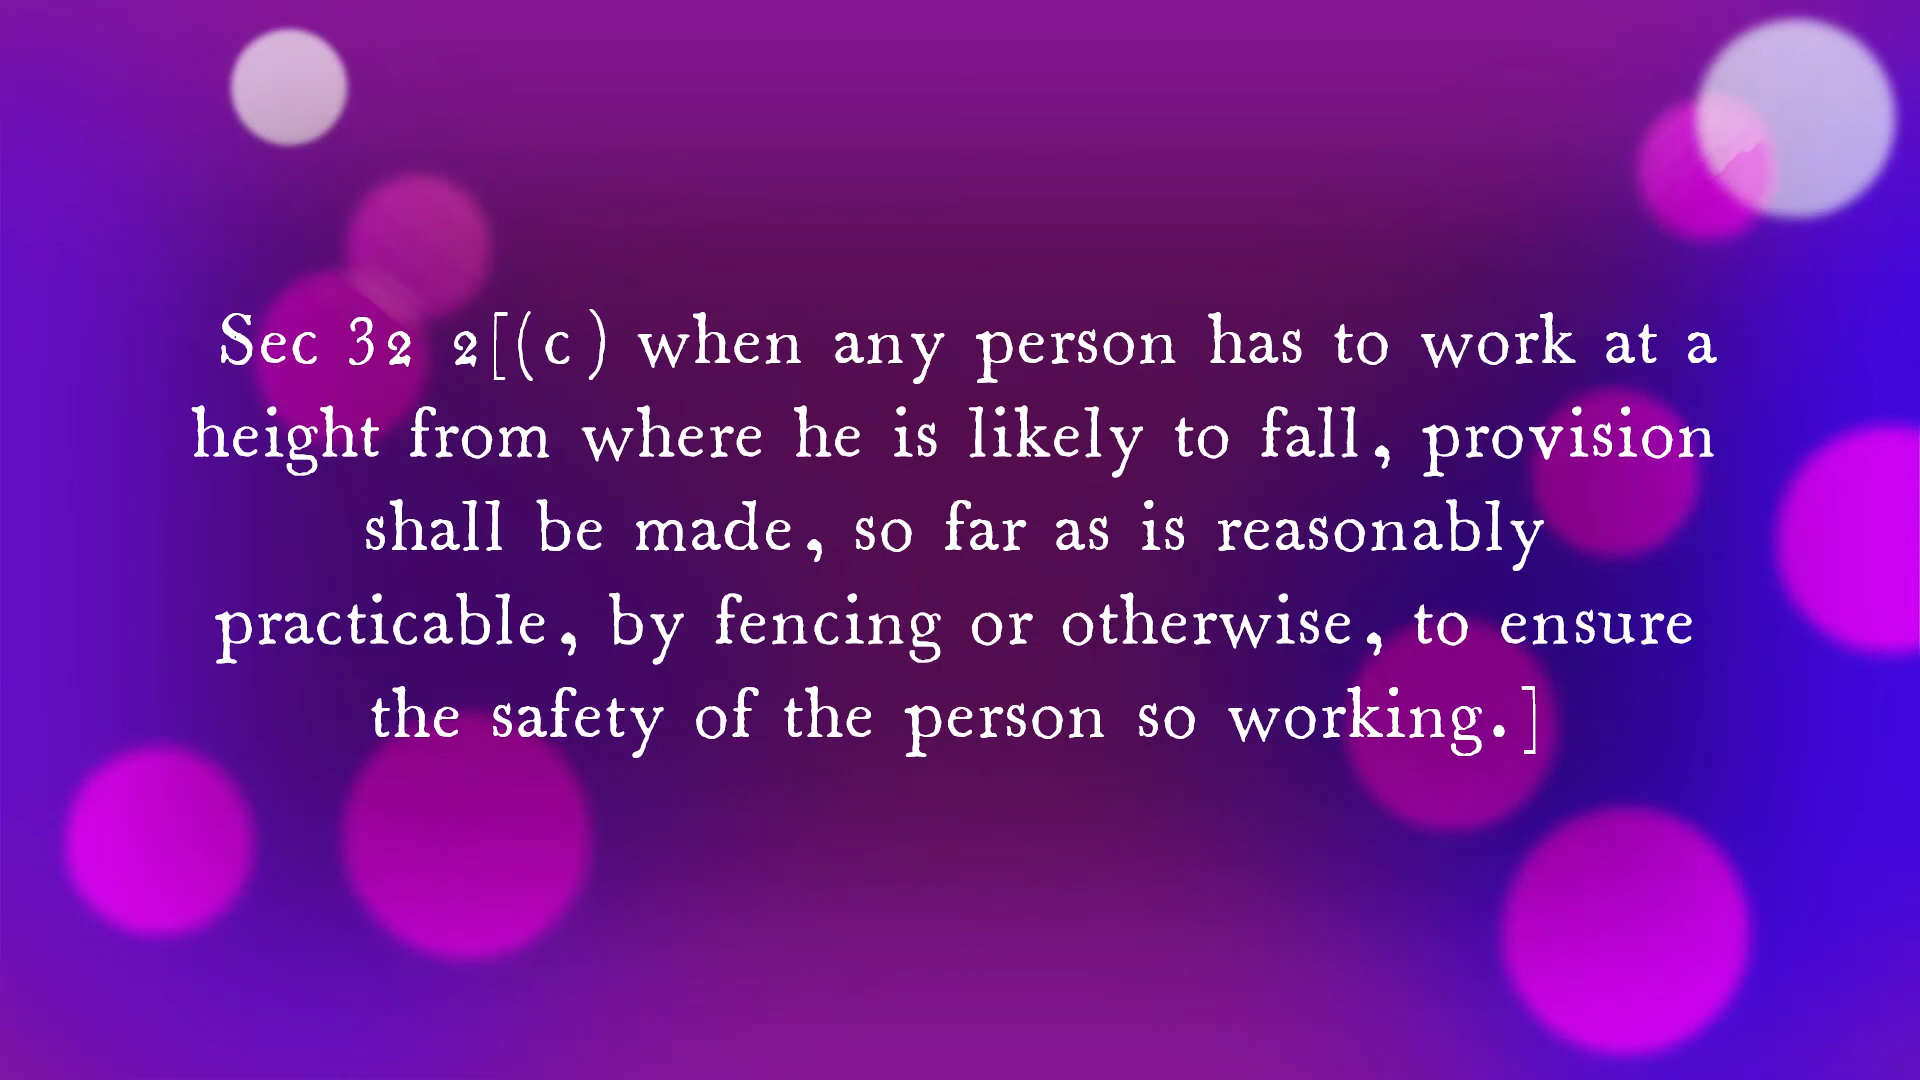 Sec 32 2[(c) when any person has to work at a
height from where he is likely to fall, provision
shall be made, so far as is reasonably
practicable, by fencing or otherwise, to ensure
the safety of the person so working.]